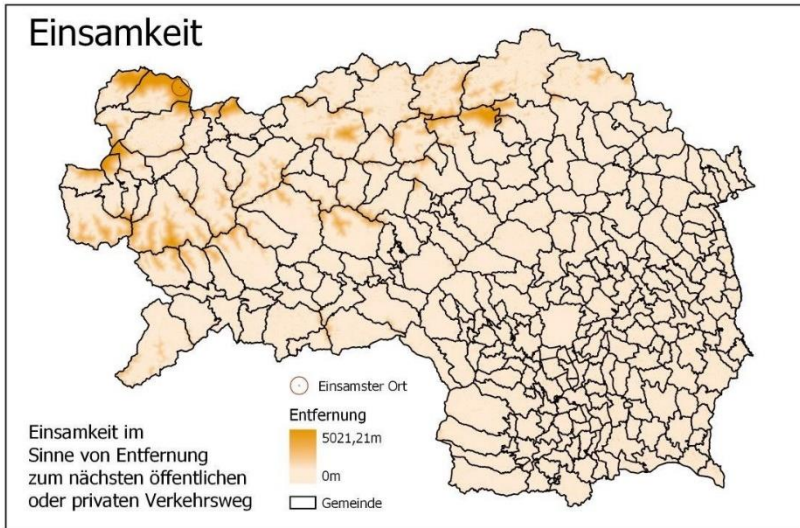 Einsamkeit
Einsamster Ort
Entfernung
5021,21m
0m
Gemeinde
Einsamkeit im
Sinne von Entfernung
zum nächsten öffentlichen
oder privaten Verkehrsweg